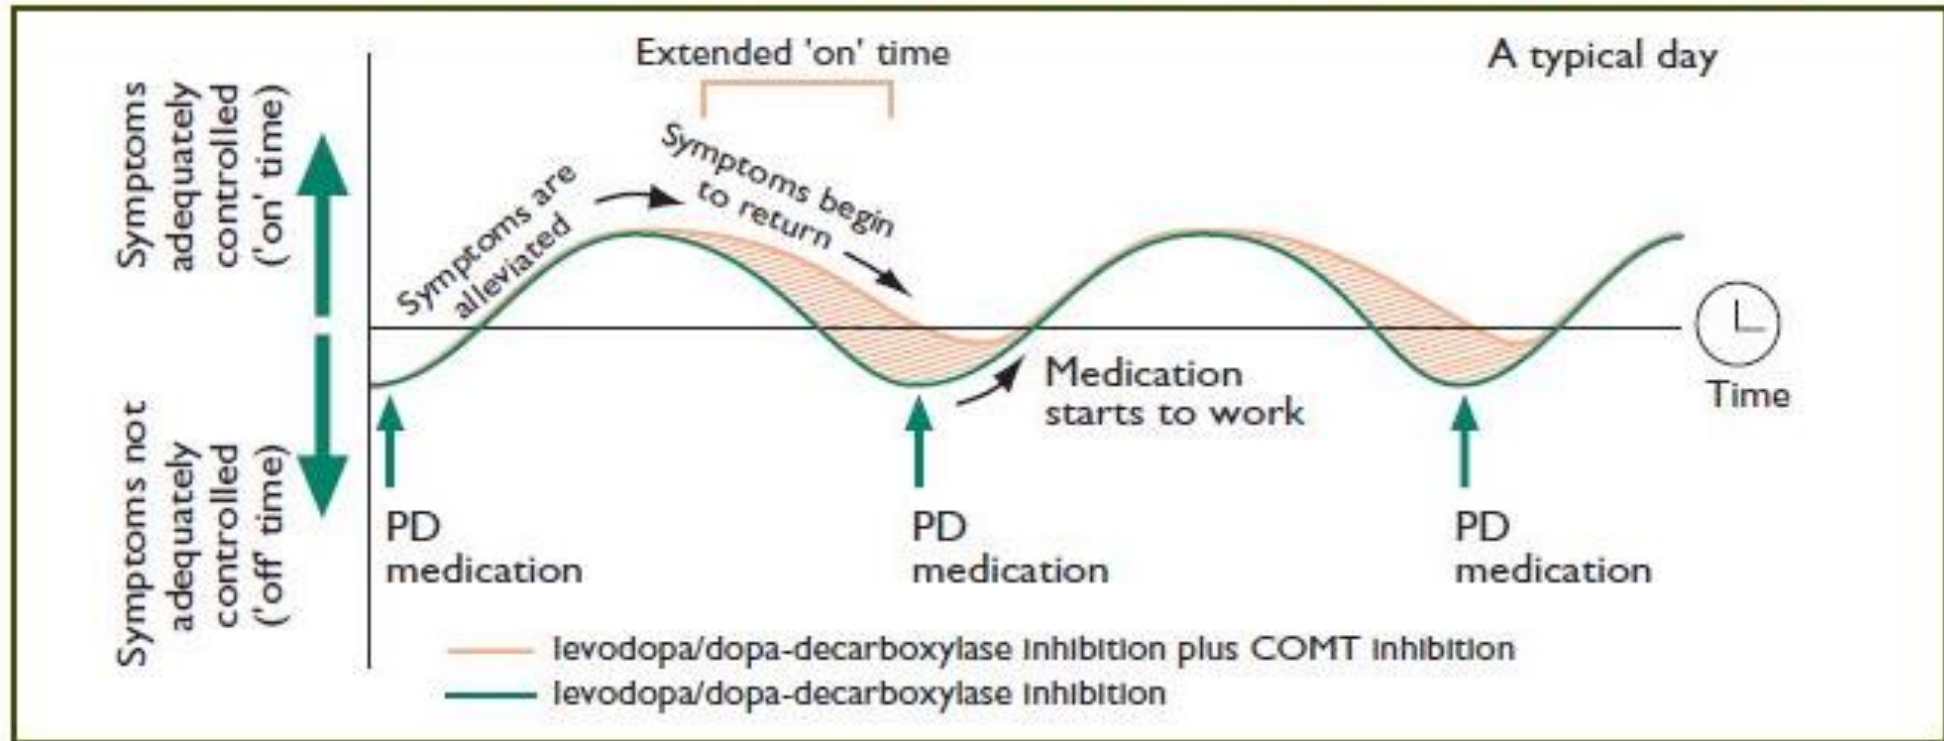 Extended 'on' time
A typical day
Symptoms
adequately
controlled
('on' time)
Symptoms are
alleviated
Symptoms begin
to return
Medication
starts to work
Time
Symptoms not
adequately
controlled
('off' time)
PD
medication
PD
medication
PD
medication
levodopa/dopa-decarboxylase inhibition plus COMT inhibition
levodopa/dopa-decarboxylase inhibition